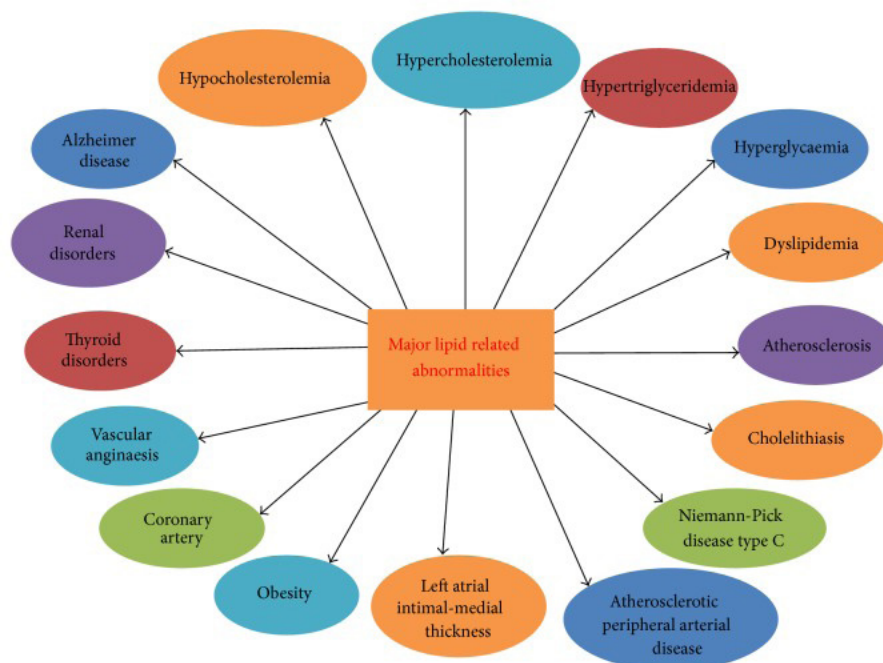 Hypercholesterolemia
Hypocholesterolemia
Hypertriglyceridemia
Alzheimer
disease
Hyperglycaemia
Renal
disorders
Dyslipidemia
Thyroid
disorders
Major lipid related
abnormalities
Atherosclerosis
Vascular
anginaesis
Cholelithiasis
Coronary
artery
Niemann-Pick
disease type C
Obesity
Left atrial
intimal-medial
thickness
Atherosclerotic
peripheral arterial
disease